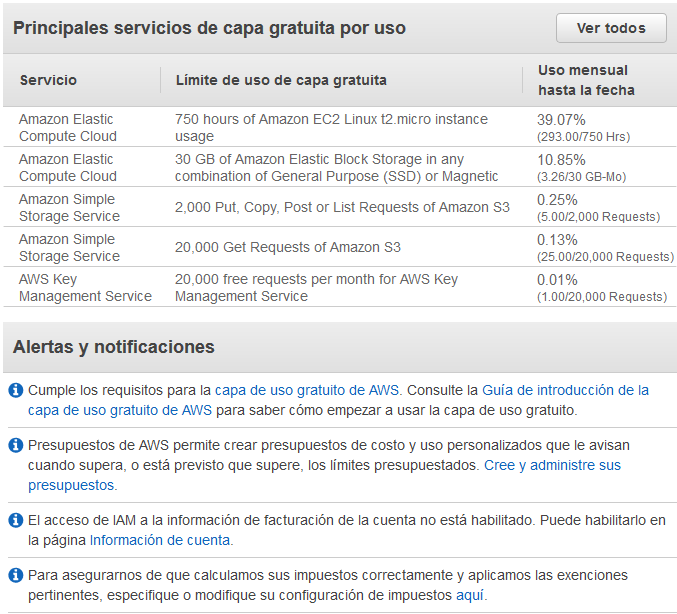 Principales servicios de capa gratuita por uso
Ver todos
Servicio
Límite de uso de capa gratuita
Uso mensual
hasta la fecha
Amazon Elastic
Compute Cloud
750 hours of Amazon EC2 Linux t2.micro instance
usage
39.07%
(293.00/750 Hrs)
Amazon Elastic
Compute Cloud
30 GB of Amazon Elastic Block Storage in any
combination of General Purpose (SSD) or Magnetic
10.85%
(3.26/30 GB-Mo)
Amazon Simple
Storage Service
2,000 Put, Copy, Post or List Requests of Amazon S3
0.25%
(5.00/2,000 Requests)
Amazon Simple
Storage Service
20,000 Get Requests of Amazon S3
0.13%
(25.00/20,000 Requests)
AWS Key
Management Service
20,000 free requests per month for AWS Key
Management Service
0.01%
(1.00/20,000 Requests)
Alertas y notificaciones
Cumple los requisitos para la capa de uso gratuito de AWS. Consulte la Guía de introducción de la
capa de uso gratuito de AWS para saber cómo empezar a usar la capa de uso gratuito.
Presupuestos de AWS permite crear presupuestos de costo y uso personalizados que le avisan
cuando supera, o está previsto que supere, los límites presupuestados. Cree y administre sus
presupuestos.
El acceso de IAM a la información de facturación de la cuenta no está habilitado. Puede habilitarlo en
la página Información de cuenta.
Para asegurarnos de que calculamos sus impuestos correctamente y aplicamos las exenciones
pertinentes, especifique o modifique su configuración de impuestos aquí.